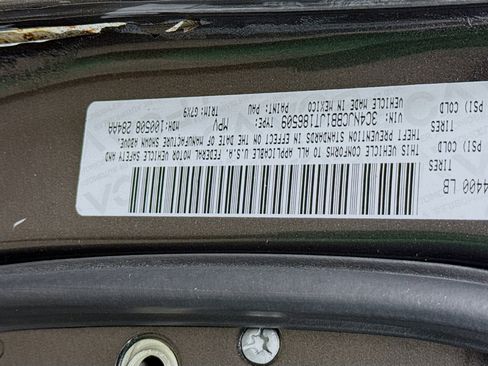 4400 LB
TIRES
PSI) COLD
TIRES
PSI) COLD
THIS VEHICLE CONFORMS TO ALL APPLICABLE U.S.A. FEDERAL MOTOR VEHICLE SAFETY AND
THEFT PREVENTION STANDARDS IN EFFECT ON THE DATE OF MANUFACTURE SHOWN ABOVE.
VIN: 3C4NJCBB1JT186509 TYPE: MPV MDH: 100508 284AA
VEHICLE MADE IN MEXICO PAINT: PAU TRIM: G7X9